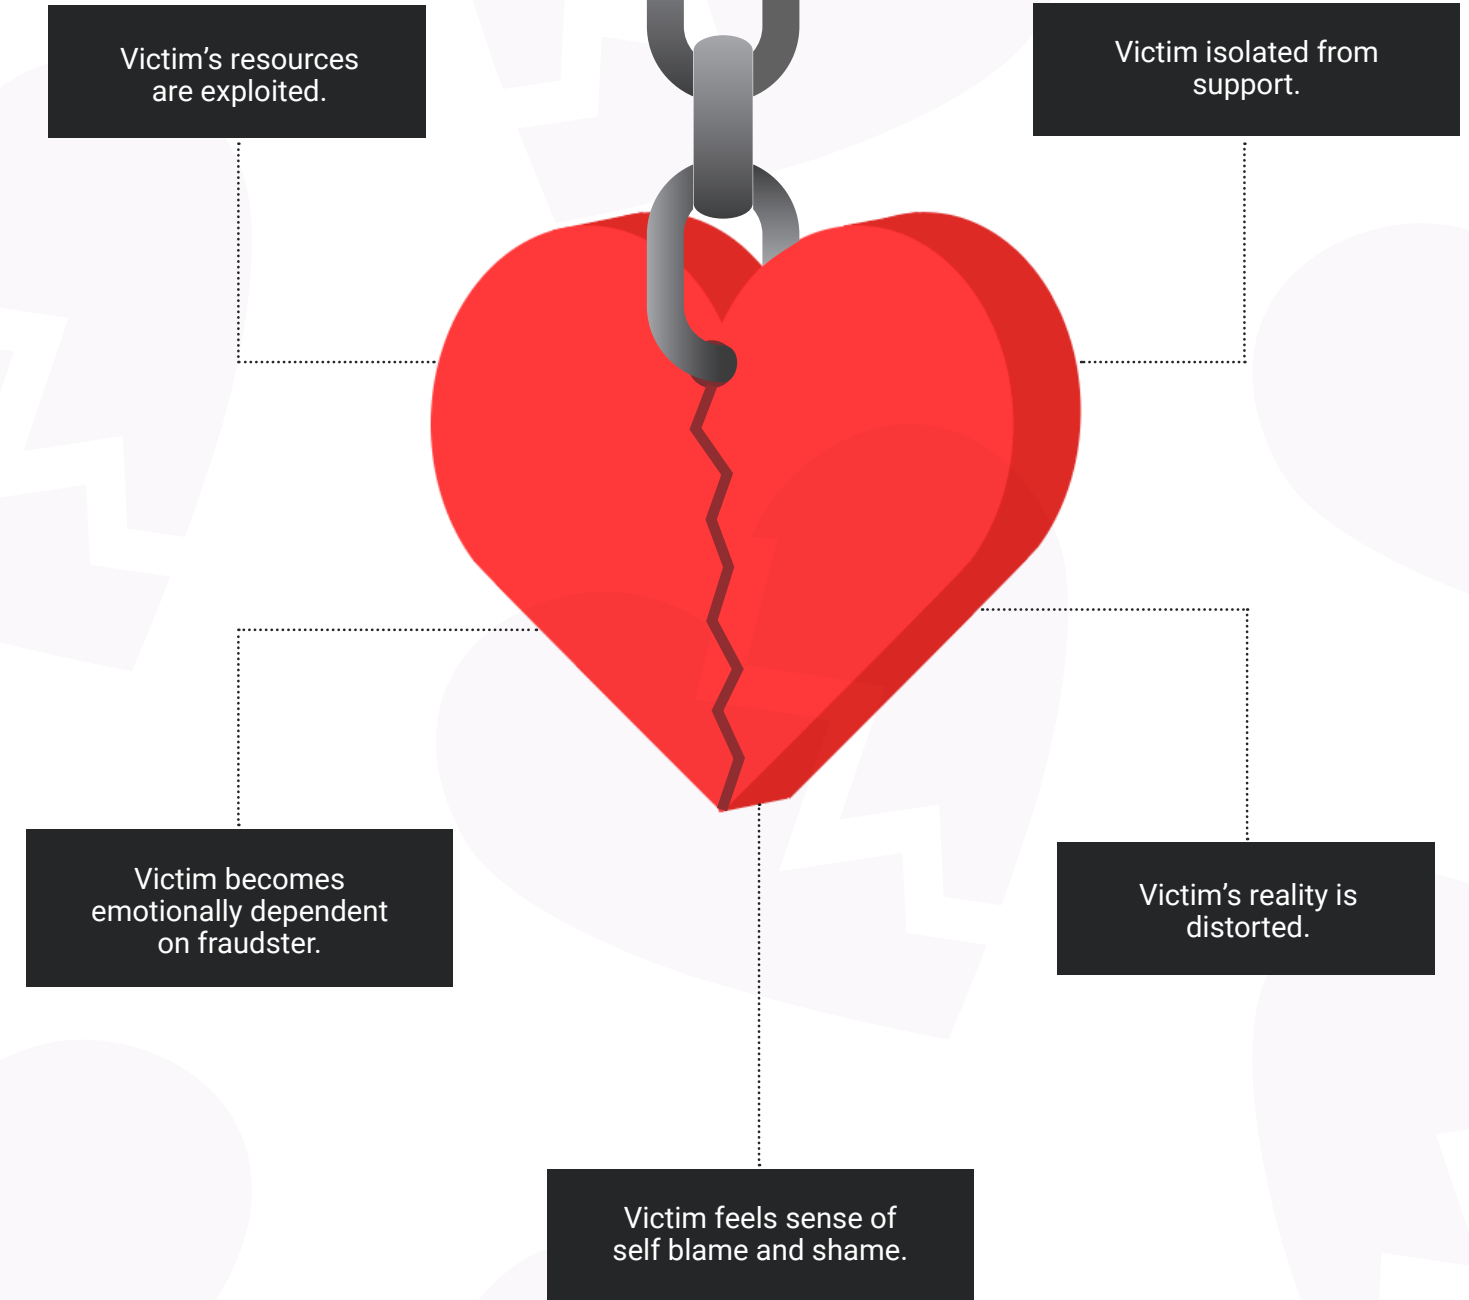 Victim’s resources
are exploited.
Victim isolated from
support.
Victim becomes
emotionally dependent
on fraudster.
Victim’s reality is
distorted.
Victim feels sense of
self blame and shame.